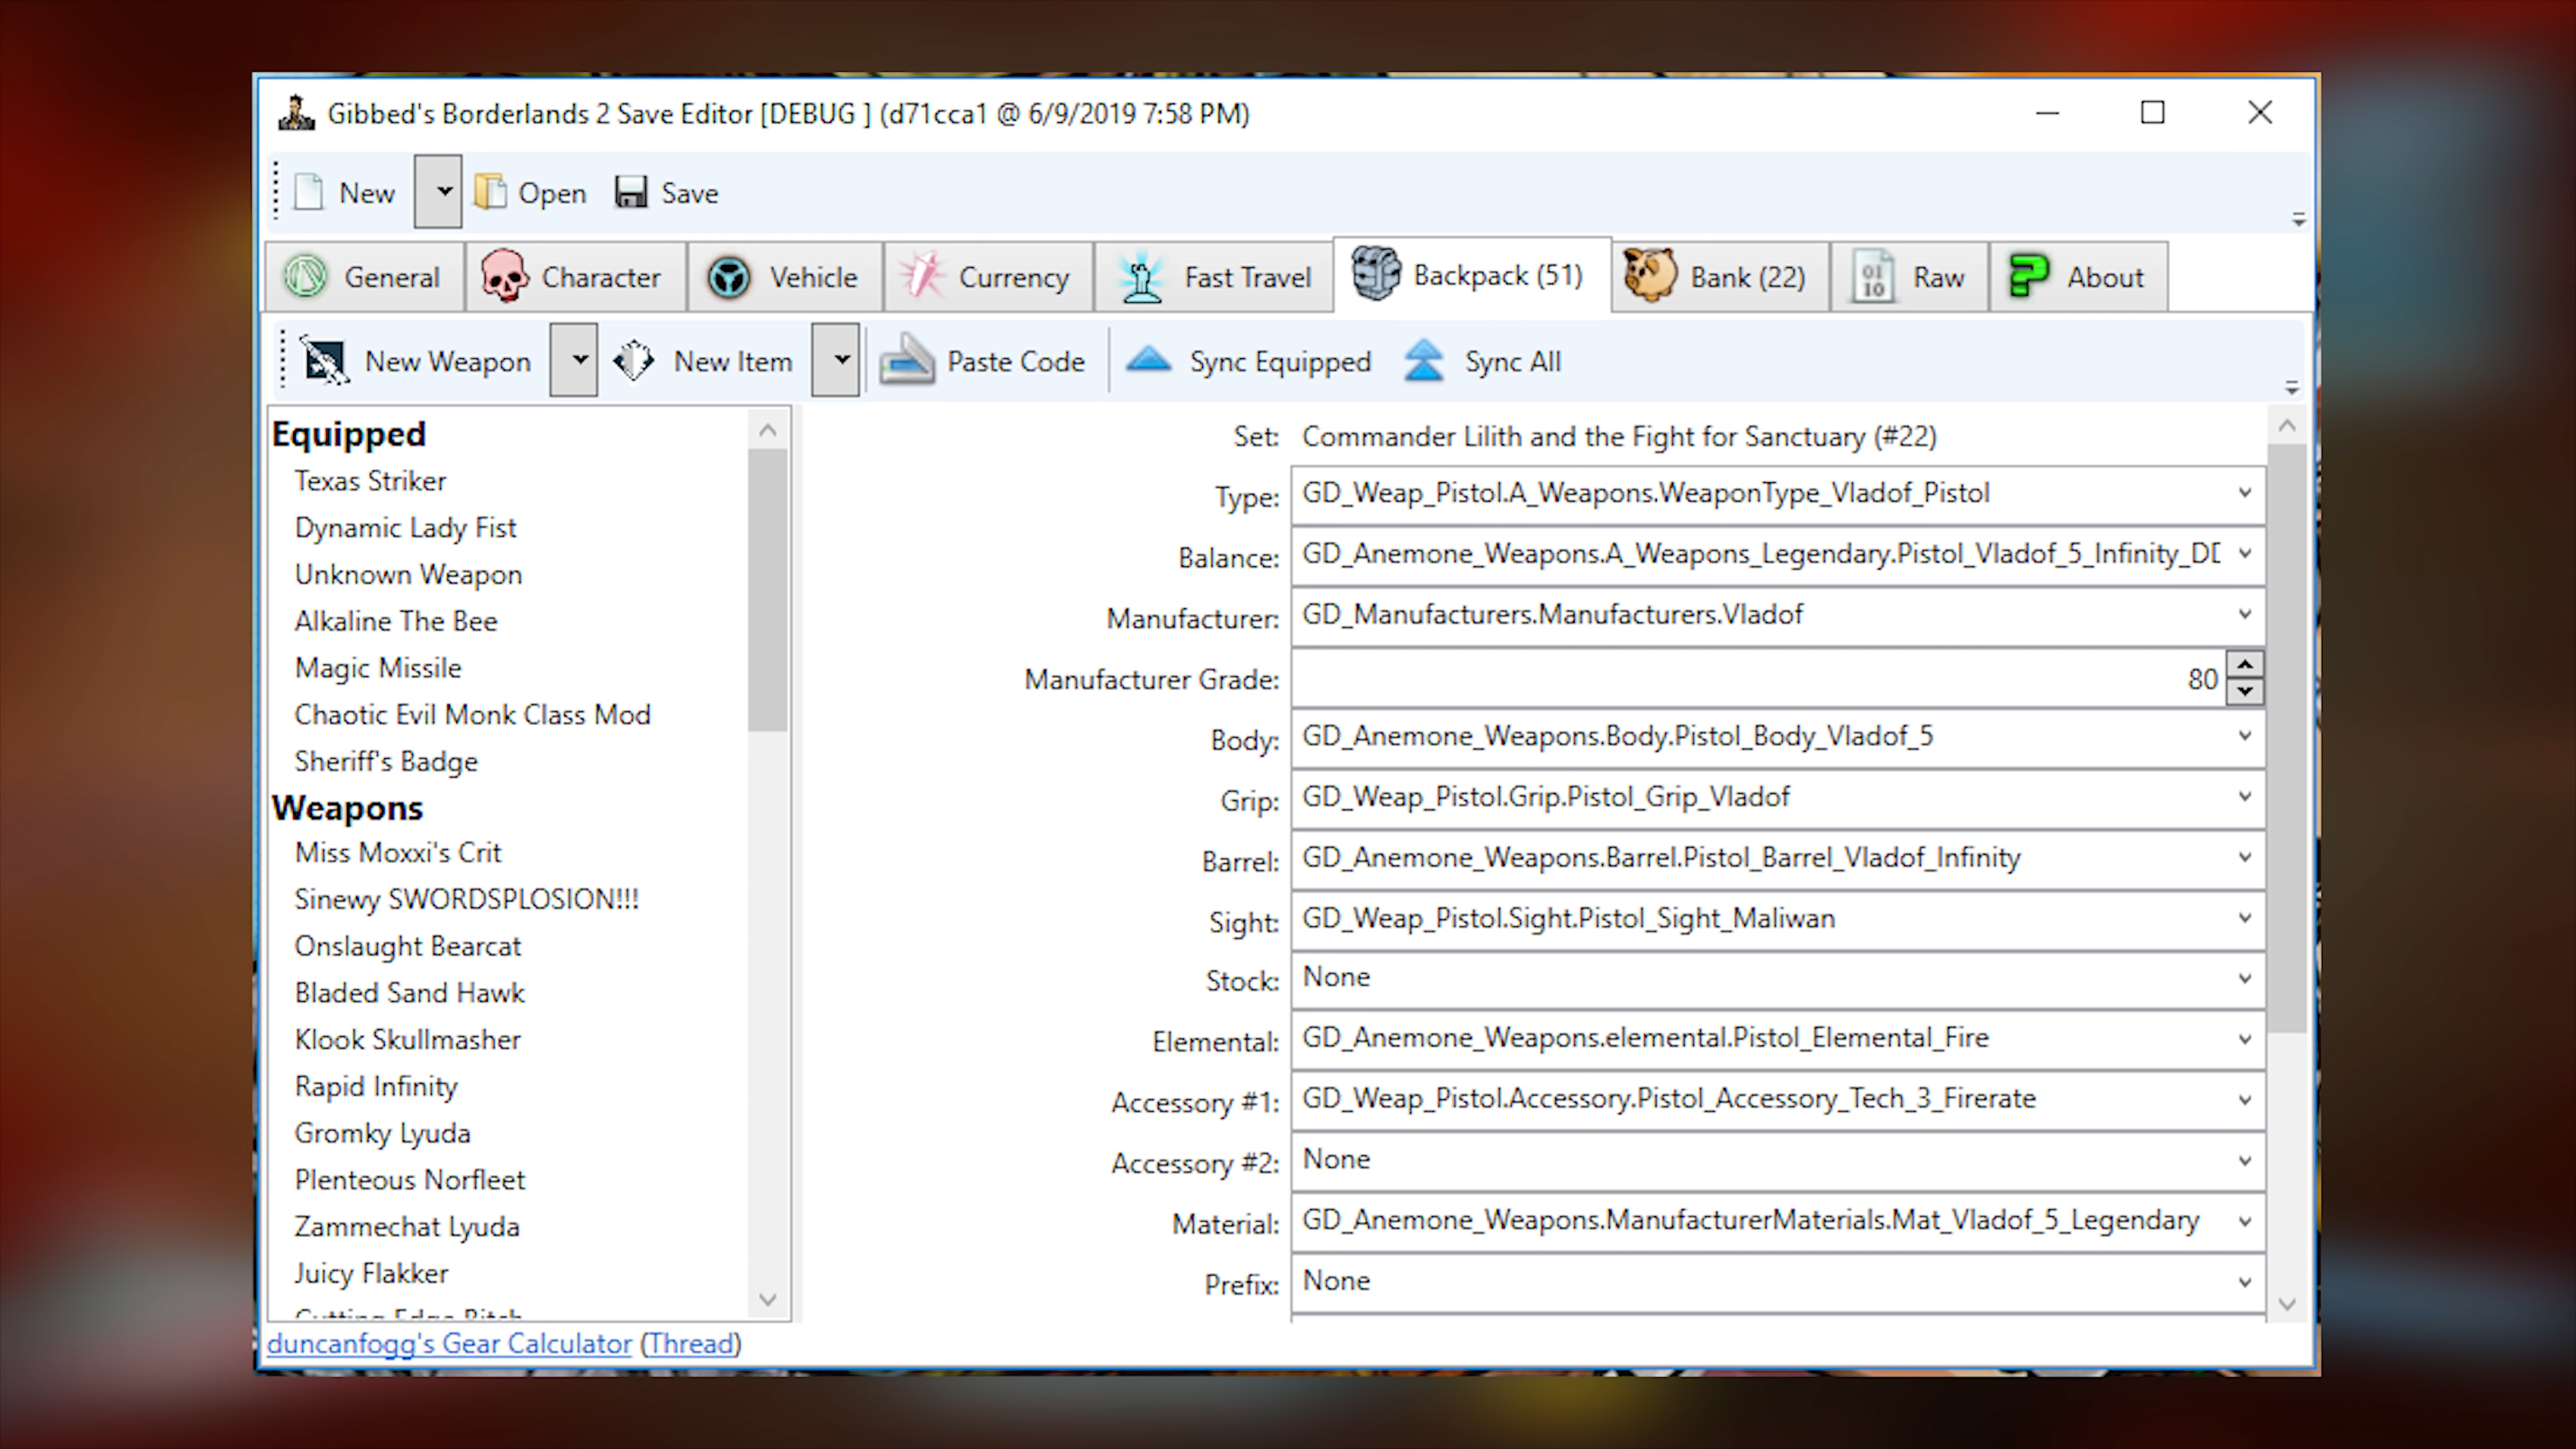 Gibbed's Borderlands 2 Save Editor [DEBUG ] (d71cca1 @ 6/9/2019 7:58 PM)
New Open Save
General Character Vehicle Currency Fast Travel Backpack (51) Bank (22) Raw About
New Weapon New Item Paste Code Sync Equipped Sync All
Equipped
Texas Striker
Dynamic Lady Fist
Unknown Weapon
Alkaline The Bee
Magic Missile
Chaotic Evil Monk Class Mod
Sheriff's Badge
Weapons
Miss Moxxi's Crit
Sinewy SWORDSPLOSION!!!
Onslaught Bearcat
Bladed Sand Hawk
Klook Skullmasher
Rapid Infinity
Gromky Lyuda
Plenteous Norfleet
Zammechat Lyuda
Juicy Flakker
Cutting Edge Bitch
Set: Commander Lilith and the Fight for Sanctuary (#22)
Type: GD_Weap_Pistol.A_Weapons.WeaponType_Vladof_Pistol
Balance: GD_Anemone_Weapons.A_Weapons_Legendary.Pistol_Vladof_5_Infinity_DD
Manufacturer: GD_Manufacturers.Manufacturers.Vladof
Manufacturer Grade: 80
Body: GD_Anemone_Weapons.Body.Pistol_Body_Vladof_5
Grip: GD_Weap_Pistol.Grip.Pistol_Grip_Vladof
Barrel: GD_Anemone_Weapons.Barrel.Pistol_Barrel_Vladof_Infinity
Sight: GD_Weap_Pistol.Sight.Pistol_Sight_Maliwan
Stock: None
Elemental: GD_Anemone_Weapons.elemental.Pistol_Elemental_Fire
Accessory #1: GD_Weap_Pistol.Accessory.Pistol_Accessory_Tech_3_Firerate
Accessory #2: None
Material: GD_Anemone_Weapons.ManufacturerMaterials.Mat_Vladof_5_Legendary
Prefix: None
duncanfogg's Gear Calculator (Thread)